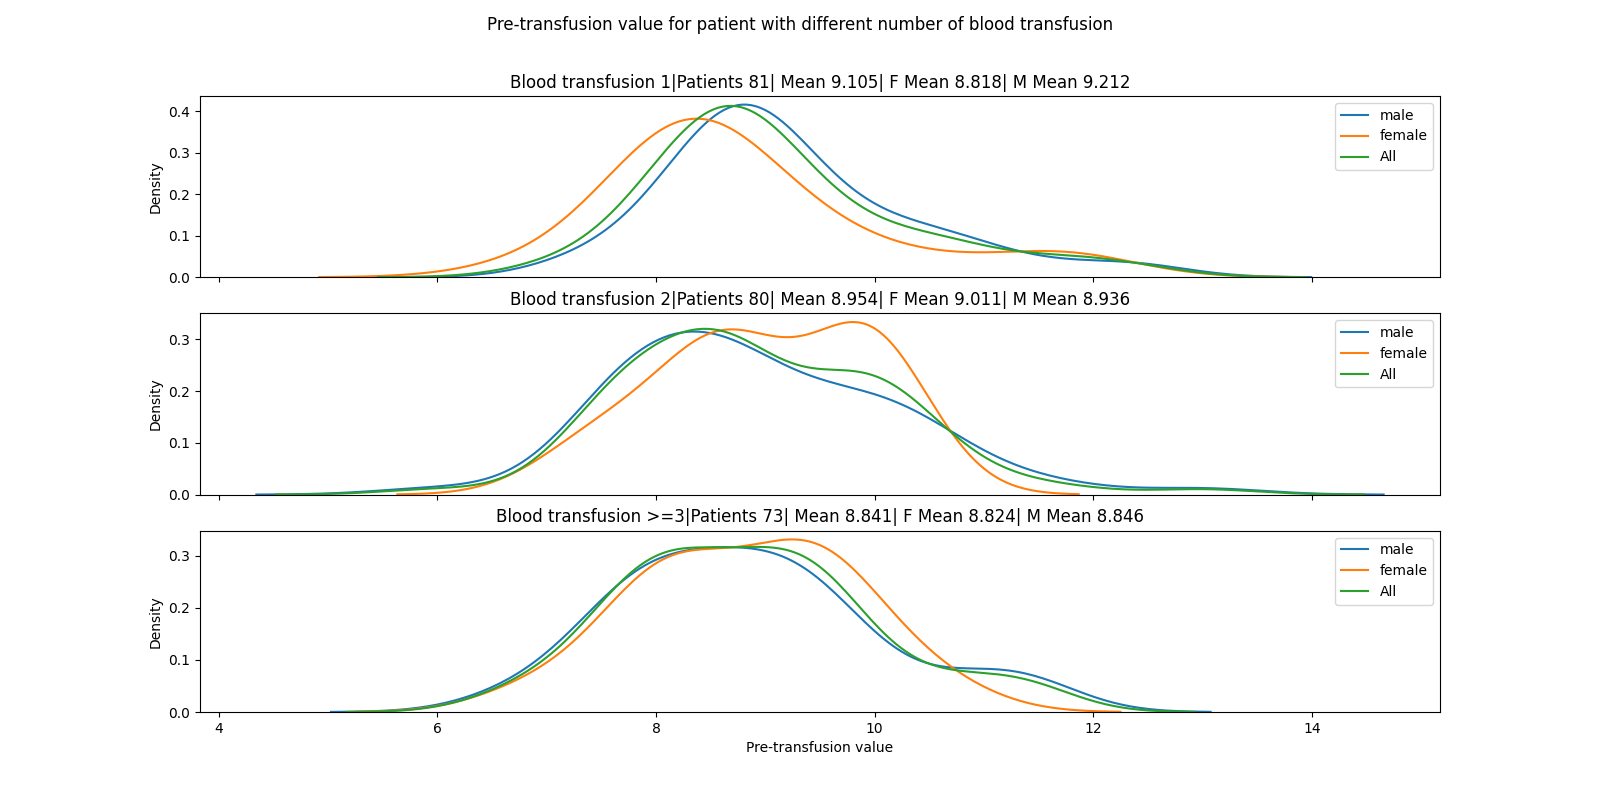 Pre-transfusion value for patient with different number of blood transfusion
Blood transfusion 1|Patients 81| Mean 9.105| F Mean 8.818| M Mean 9.212
0.4
0.3
0.2
0.1
0.0
Density
male
female
All
Blood transfusion 2|Patients 80| Mean 8.954| F Mean 9.011| M Mean 8.936
0.3
0.2
0.1
0.0
Density
male
female
All
Blood transfusion >=3|Patients 73| Mean 8.841| F Mean 8.824| M Mean 8.846
0.3
0.2
0.1
0.0
Density
male
female
All
4 6 8 10 12 14
Pre-transfusion value